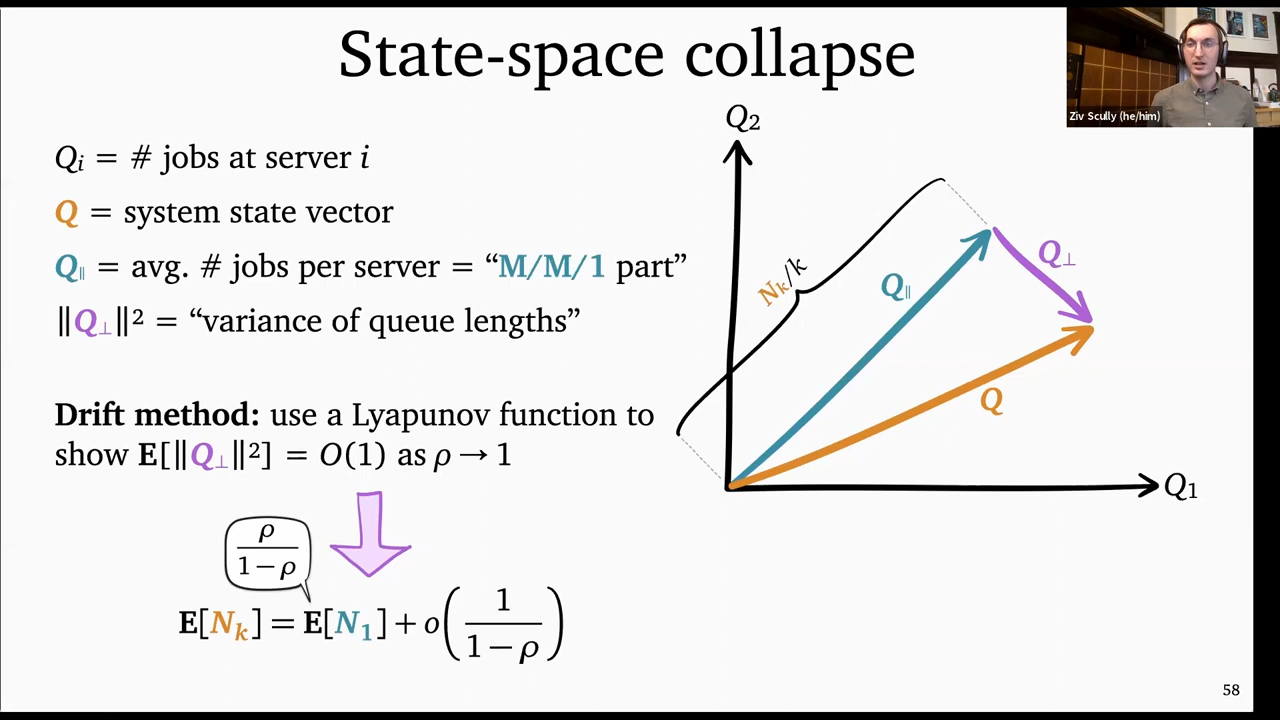 State-space collapse
Ziv Scully (he/him)
Qᵢ = # jobs at server i
Q = system state vector
Q∥ = avg. # jobs per server = “M/M/1 part”
‖Q⊥‖² = “variance of queue lengths”
Drift method: use a Lyapunov function to
show E[‖Q⊥‖²] = O(1) as ρ → 1
ρ
1 − ρ
E[Nₖ] = E[N₁] + o(1/(1 − ρ))
Q₂
Nₖ/k
Q∥
Q⊥
Q
Q₁
58